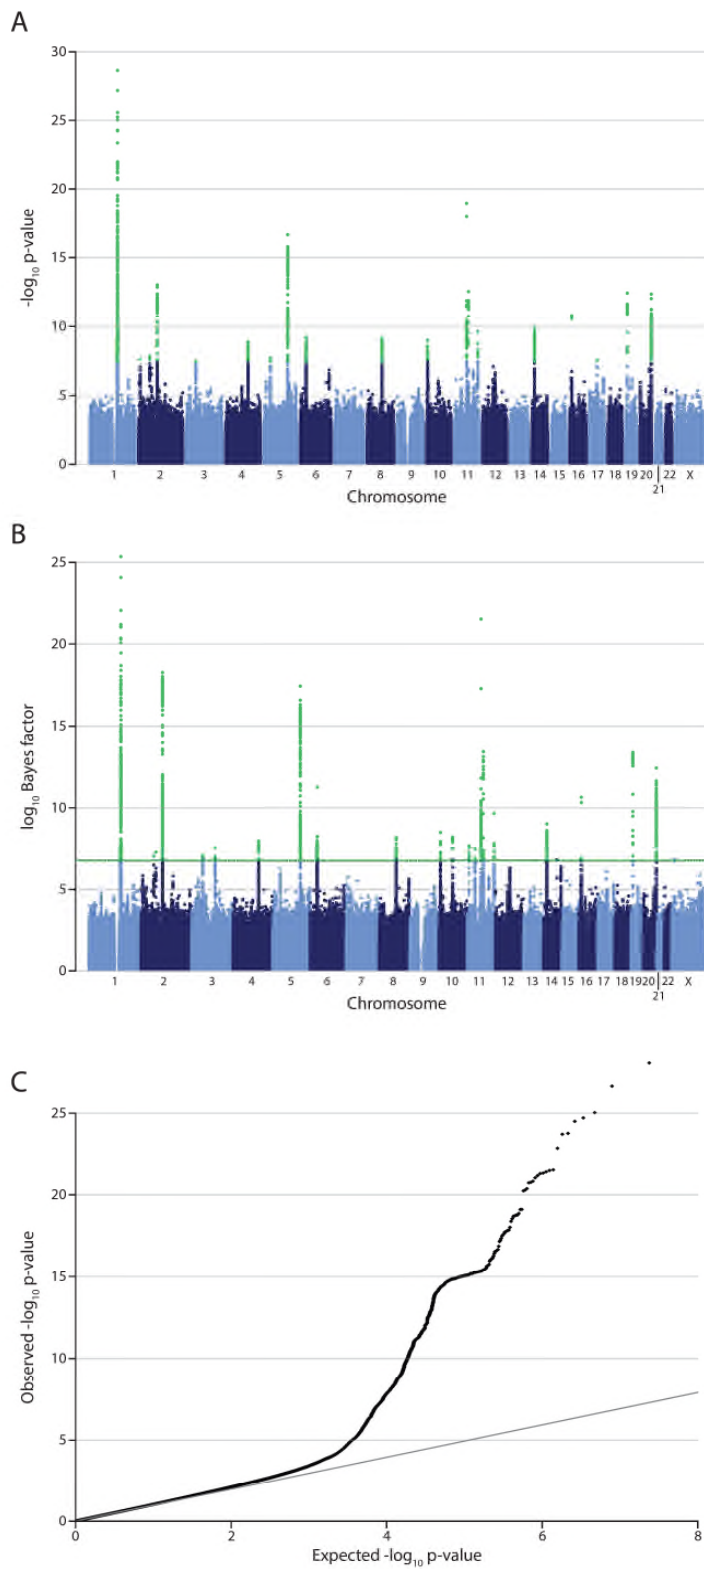 A
-log10 p-value
30
25
20
15
10
5
0
1 2 3 4 5 6 7 8 9 10 11 12 13 14 15 16 17 18 19 20 22 X
21
Chromosome
B
log10 Bayes factor
25
20
15
10
5
0
1 2 3 4 5 6 7 8 9 10 11 12 13 14 15 16 17 18 19 20 22 X
21
Chromosome
C
Observed -log10 p-value
25
20
15
10
5
0
0 2 4 6 8
Expected -log10 p-value